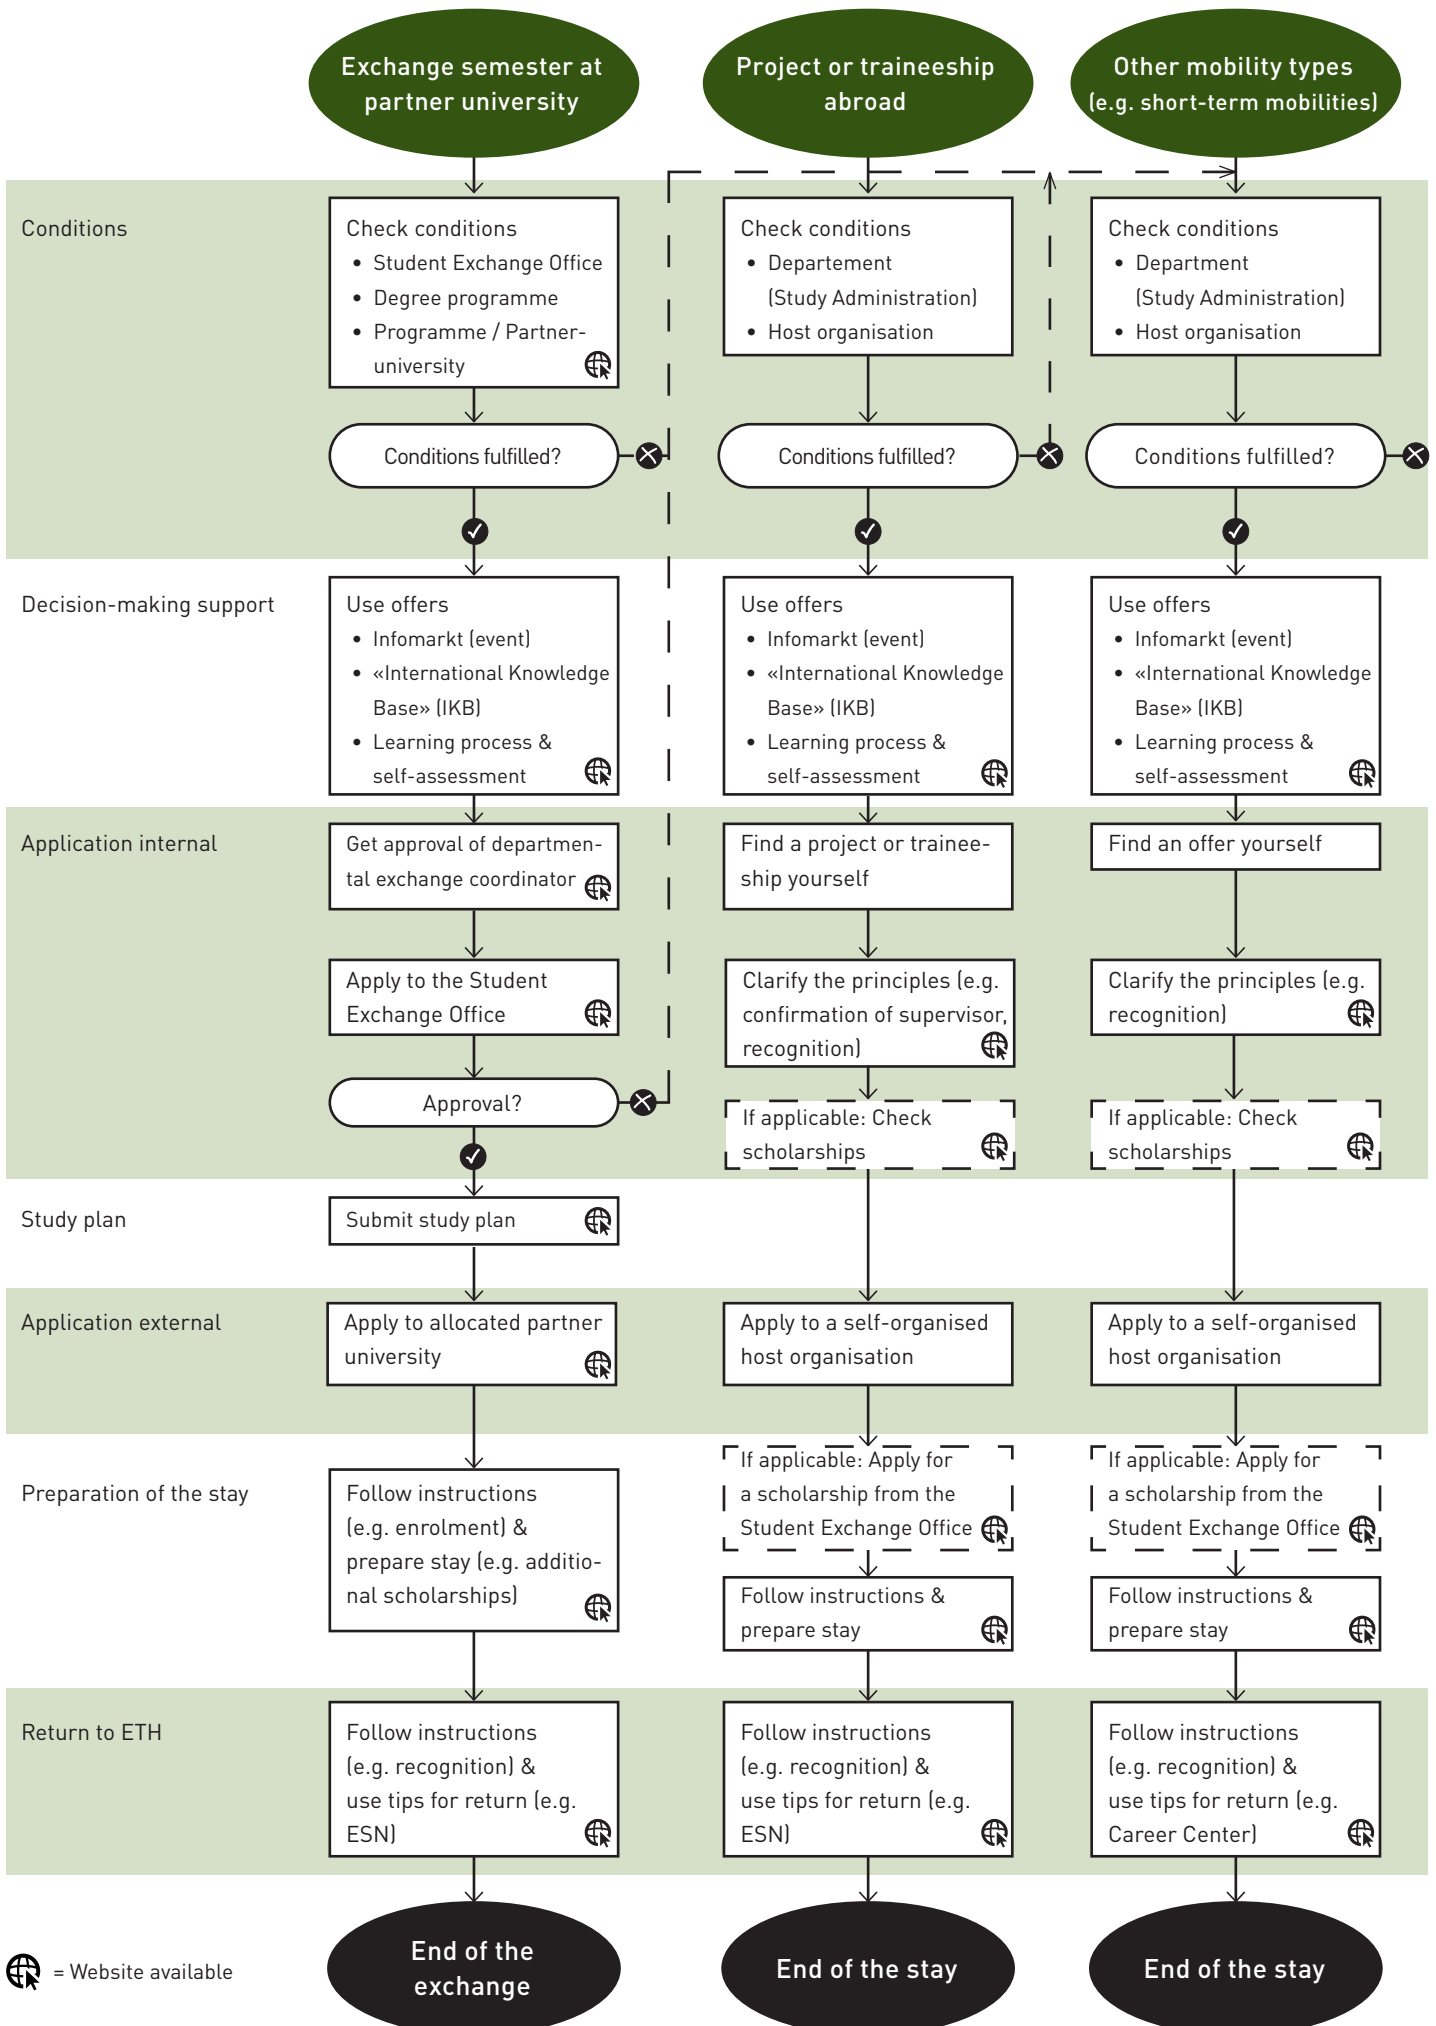 Exchange semester at
partner university
Project or traineeship
abroad
Other mobility types
(e.g. short-term mobilities)
Conditions
Check conditions
• Student Exchange Office
• Degree programme
• Programme / Partner-
university
Check conditions
• Departement
(Study Administration)
• Host organisation
Check conditions
• Department
(Study Administration)
• Host organisation
Conditions fulfilled?
Conditions fulfilled?
Conditions fulfilled?
Decision-making support
Use offers
• Infomarkt (event)
• «International Knowledge
Base» (IKB)
• Learning process &
self-assessment
Use offers
• Infomarkt (event)
• «International Knowledge
Base» (IKB)
• Learning process &
self-assessment
Use offers
• Infomarkt (event)
• «International Knowledge
Base» (IKB)
• Learning process &
self-assessment
Application internal
Get approval of departmen-
tal exchange coordinator
Find a project or trainee-
ship yourself
Find an offer yourself
Apply to the Student
Exchange Office
Clarify the principles (e.g.
confirmation of supervisor,
recognition)
Clarify the principles (e.g.
recognition)
Approval?
If applicable: Check
scholarships
If applicable: Check
scholarships
Study plan
Submit study plan
Application external
Apply to allocated partner
university
Apply to a self-organised
host organisation
Apply to a self-organised
host organisation
Preparation of the stay
Follow instructions
(e.g. enrolment) &
prepare stay (e.g. additio-
nal scholarships)
If applicable: Apply for
a scholarship from the
Student Exchange Office
If applicable: Apply for
a scholarship from the
Student Exchange Office
Follow instructions &
prepare stay
Follow instructions &
prepare stay
Return to ETH
Follow instructions
(e.g. recognition) &
use tips for return (e.g.
ESN)
Follow instructions
(e.g. recognition) &
use tips for return (e.g.
ESN)
Follow instructions
(e.g. recognition) &
use tips for return (e.g.
Career Center)
= Website available
End of the
exchange
End of the stay
End of the stay